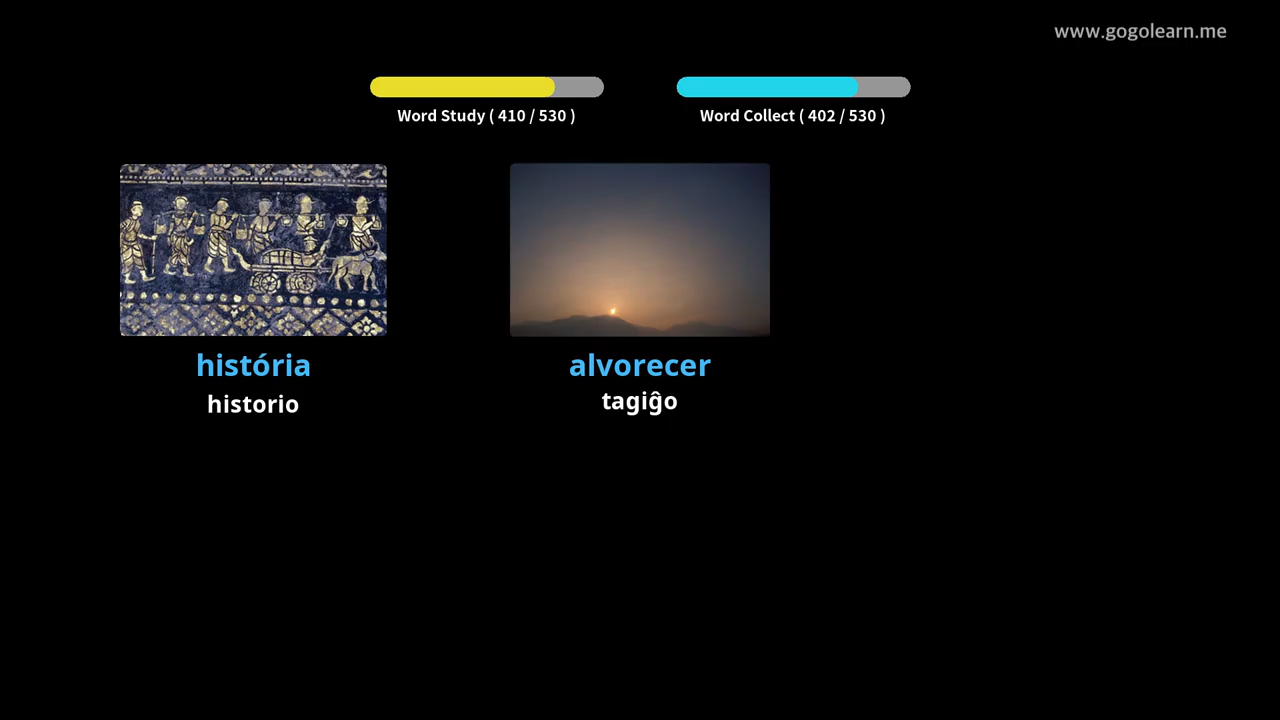 www.gogolearn.me
Word Study ( 410 / 530 )
Word Collect ( 402 / 530 )
história
historio
alvorecer
tagiĝo